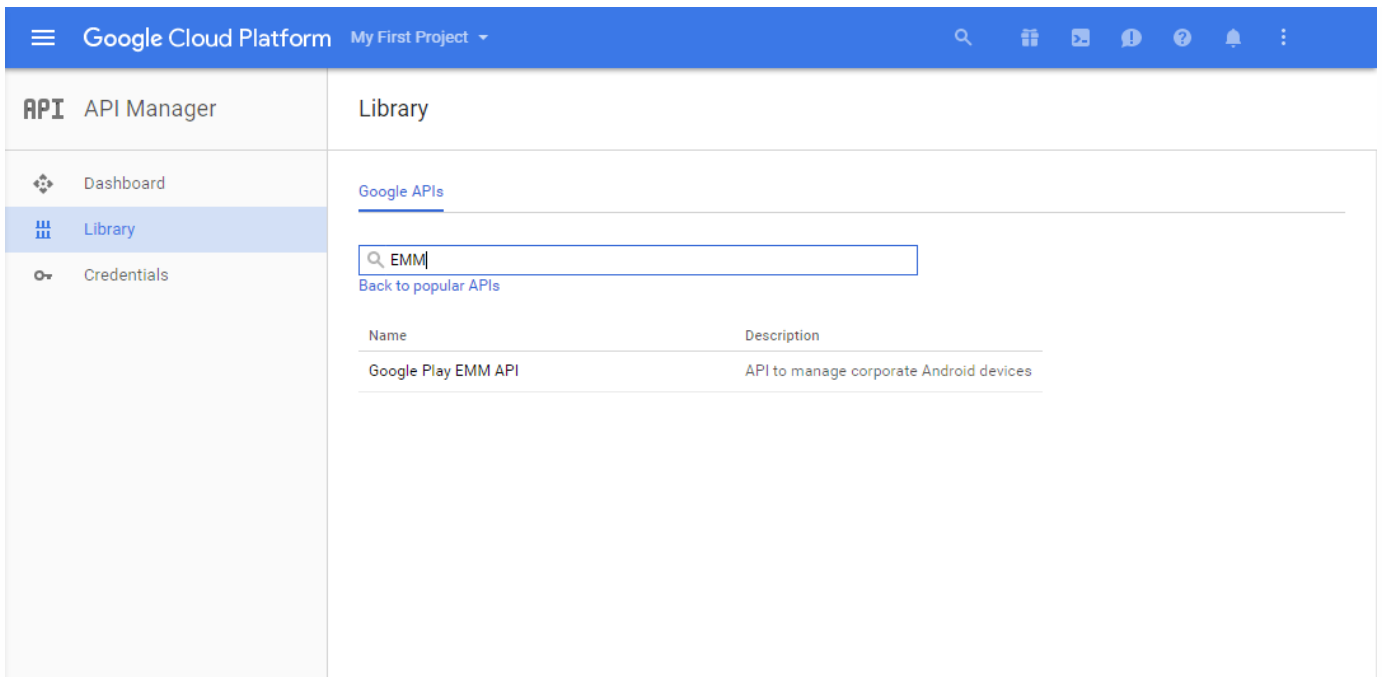 Google Cloud Platform My First Project
API API Manager
Library
Dashboard
Library
Credentials
Google APIs
EMM
Back to popular APIs
Name Description
Google Play EMM API API to manage corporate Android devices